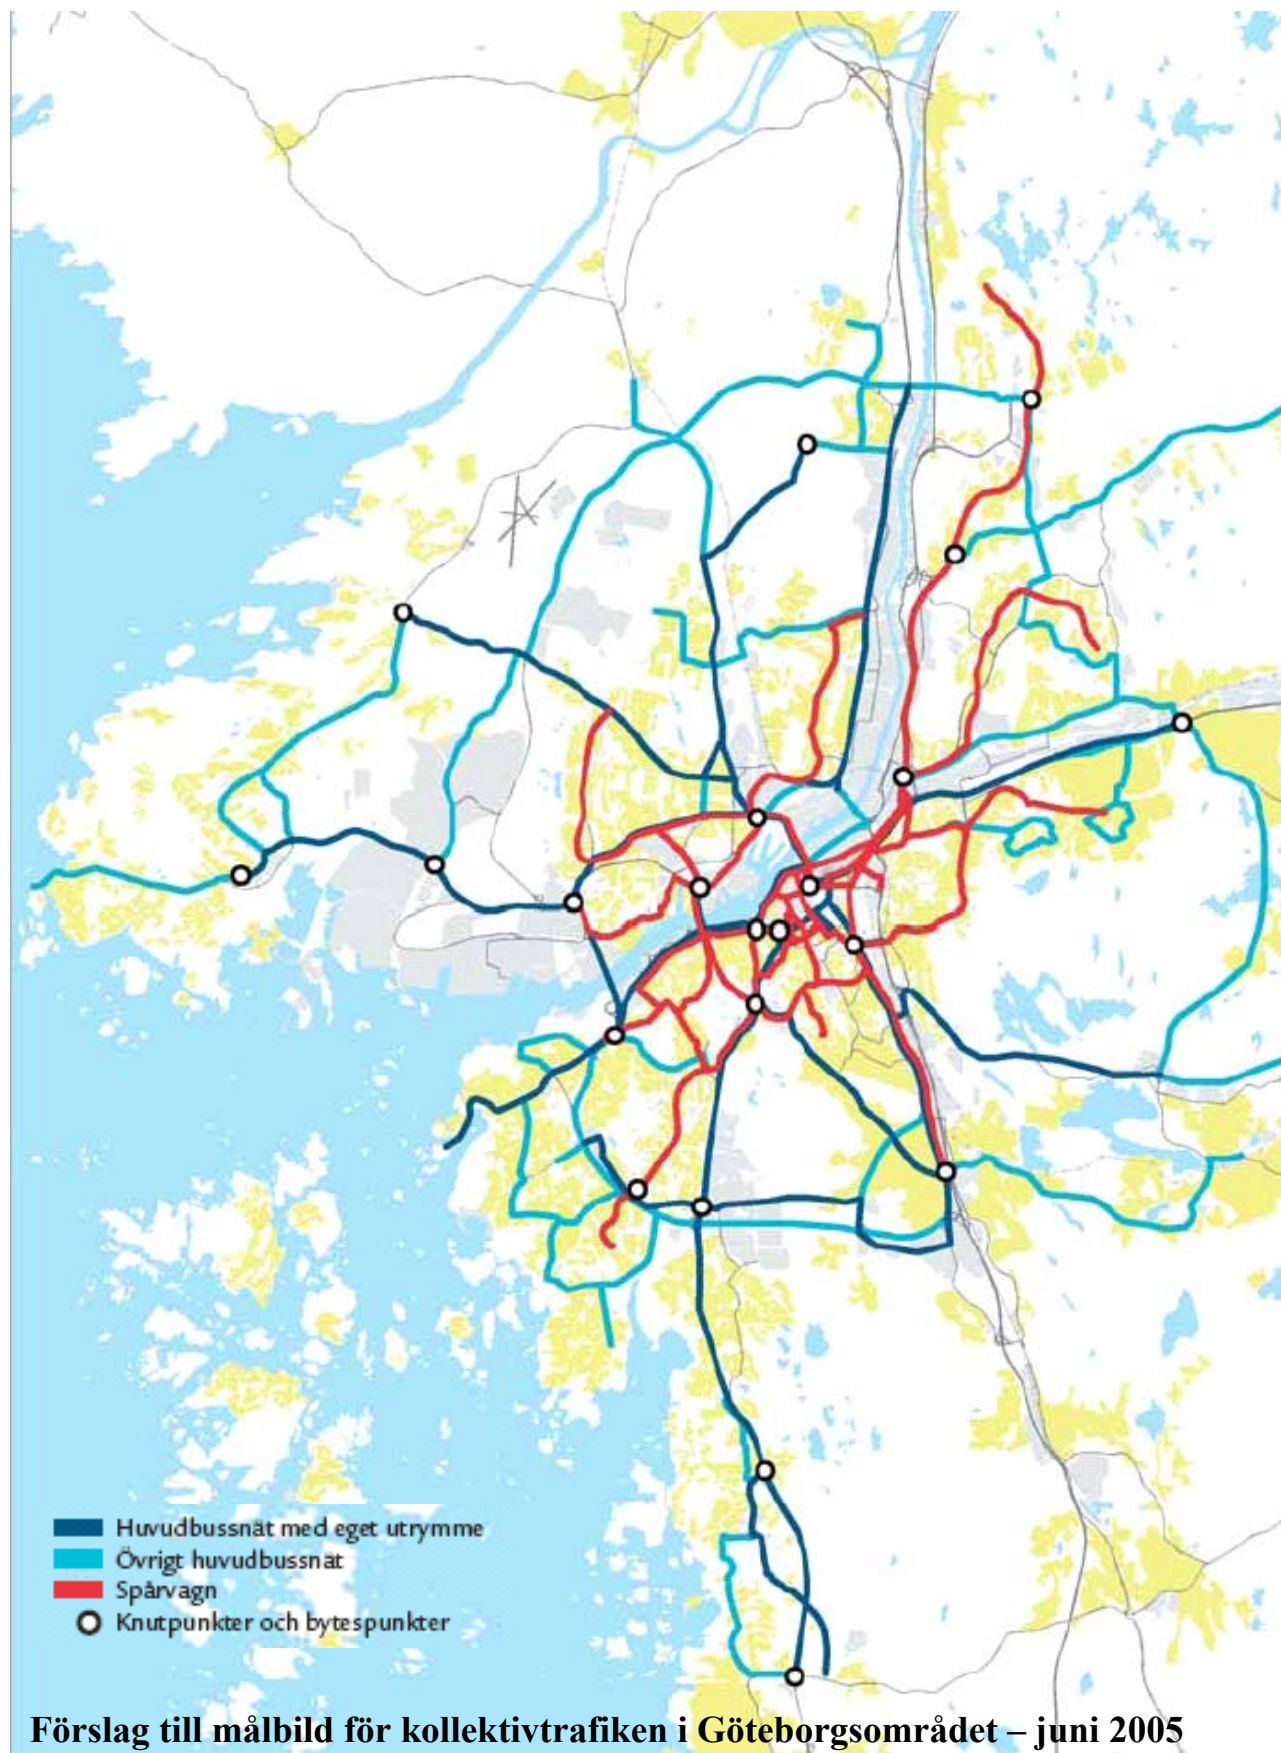 Huvudbussnät med eget utrymme
Övrigt huvudbussnät
Spårvagn
Knutpunkter och bytespunkter
Förslag till målbild för kollektivtrafiken i Göteborgsområdet – juni 2005